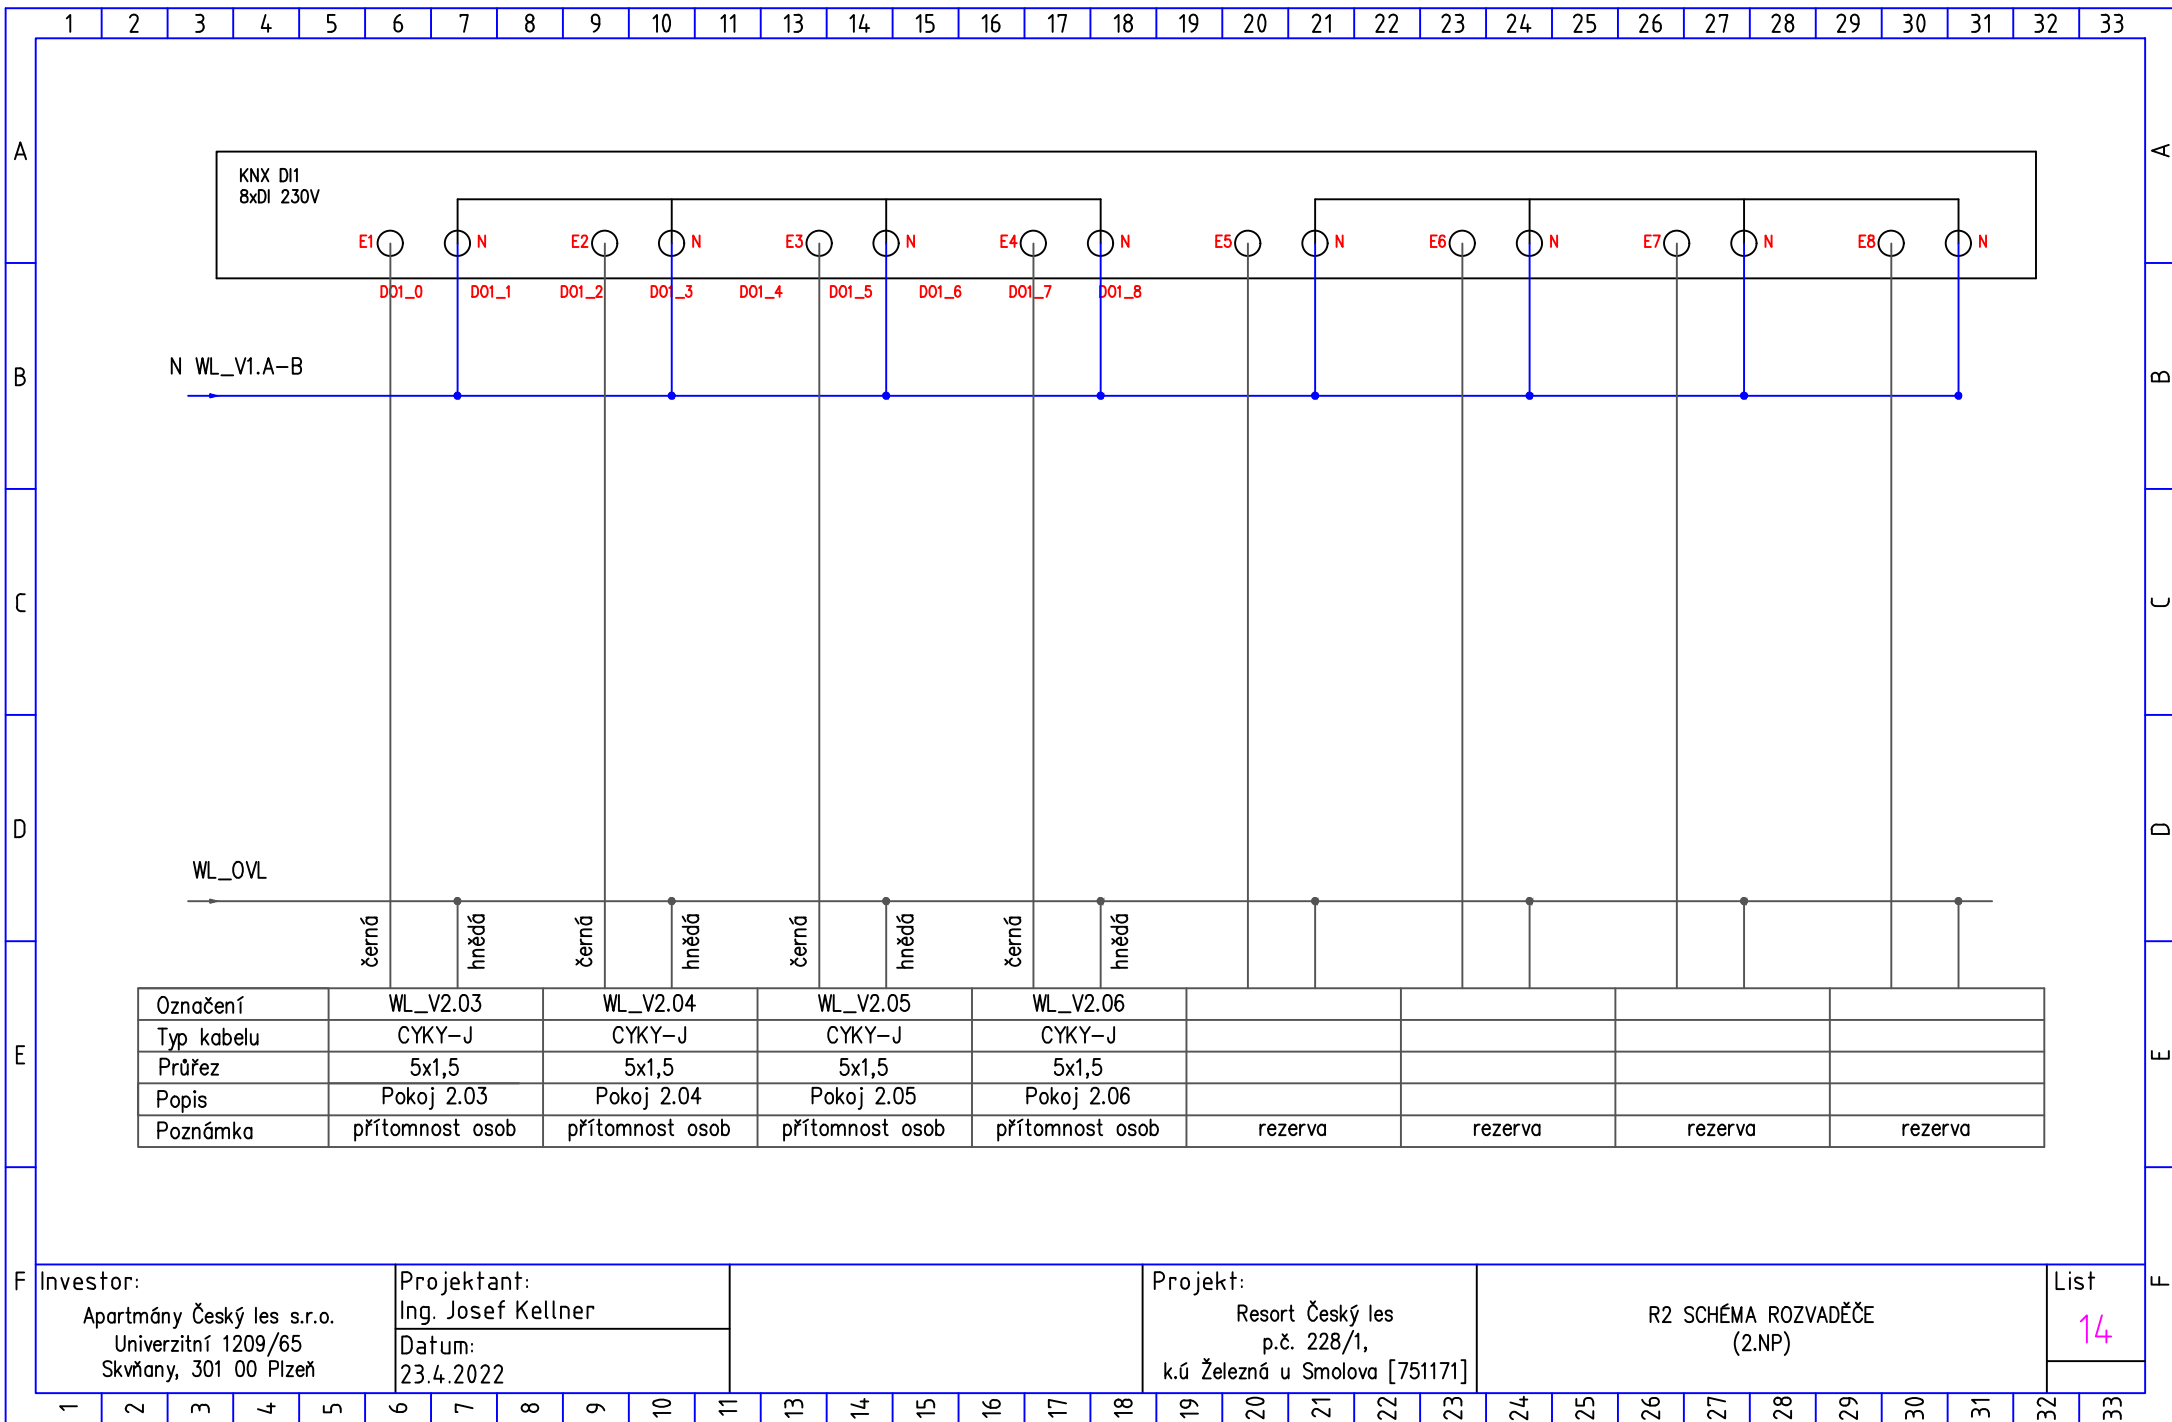 1 2 3 4 5 6 7 8 9 10 11 13 14 15 16 17 18 19 20 21 22 23 24 25 26 27 28 29 30 31 32 33
A A
KNX DI1
8xDI 230V
E1 N E2 N E3 N E4 N E5 N E6 N E7 N E8 N
DO1_0 DO1_1 DO1_2 DO1_3 DO1_4 DO1_5 DO1_6 DO1_7 DO1_8
N WL_V1.A-B
B B
C C
D D
WL_OVL
černá hnědá černá hnědá černá hnědá černá hnědá
Označení WL_V2.03 WL_V2.04 WL_V2.05 WL_V2.06
Typ kabelu CYKY-J CYKY-J CYKY-J CYKY-J
E E
Průřez 5x1,5 5x1,5 5x1,5 5x1,5
Popis Pokoj 2.03 Pokoj 2.04 Pokoj 2.05 Pokoj 2.06
Poznámka přítomnost osob přítomnost osob přítomnost osob přítomnost osob rezerva rezerva rezerva rezerva
F F
Investor:
Apartmány Český les s.r.o.
Univerzitní 1209/65
Skvňany, 301 00 Plzeň
Projektant:
Ing. Josef Kellner
Datum:
23.4.2022
Projekt:
Resort Český les
p.č. 228/1,
k.ú Železná u Smolova [751171]
R2 SCHÉMA ROZVADĚČE
(2.NP)
List
14
1 2 3 4 5 6 7 8 9 10 11 13 14 15 16 17 18 19 20 21 22 23 24 25 26 27 28 29 30 31 32 33